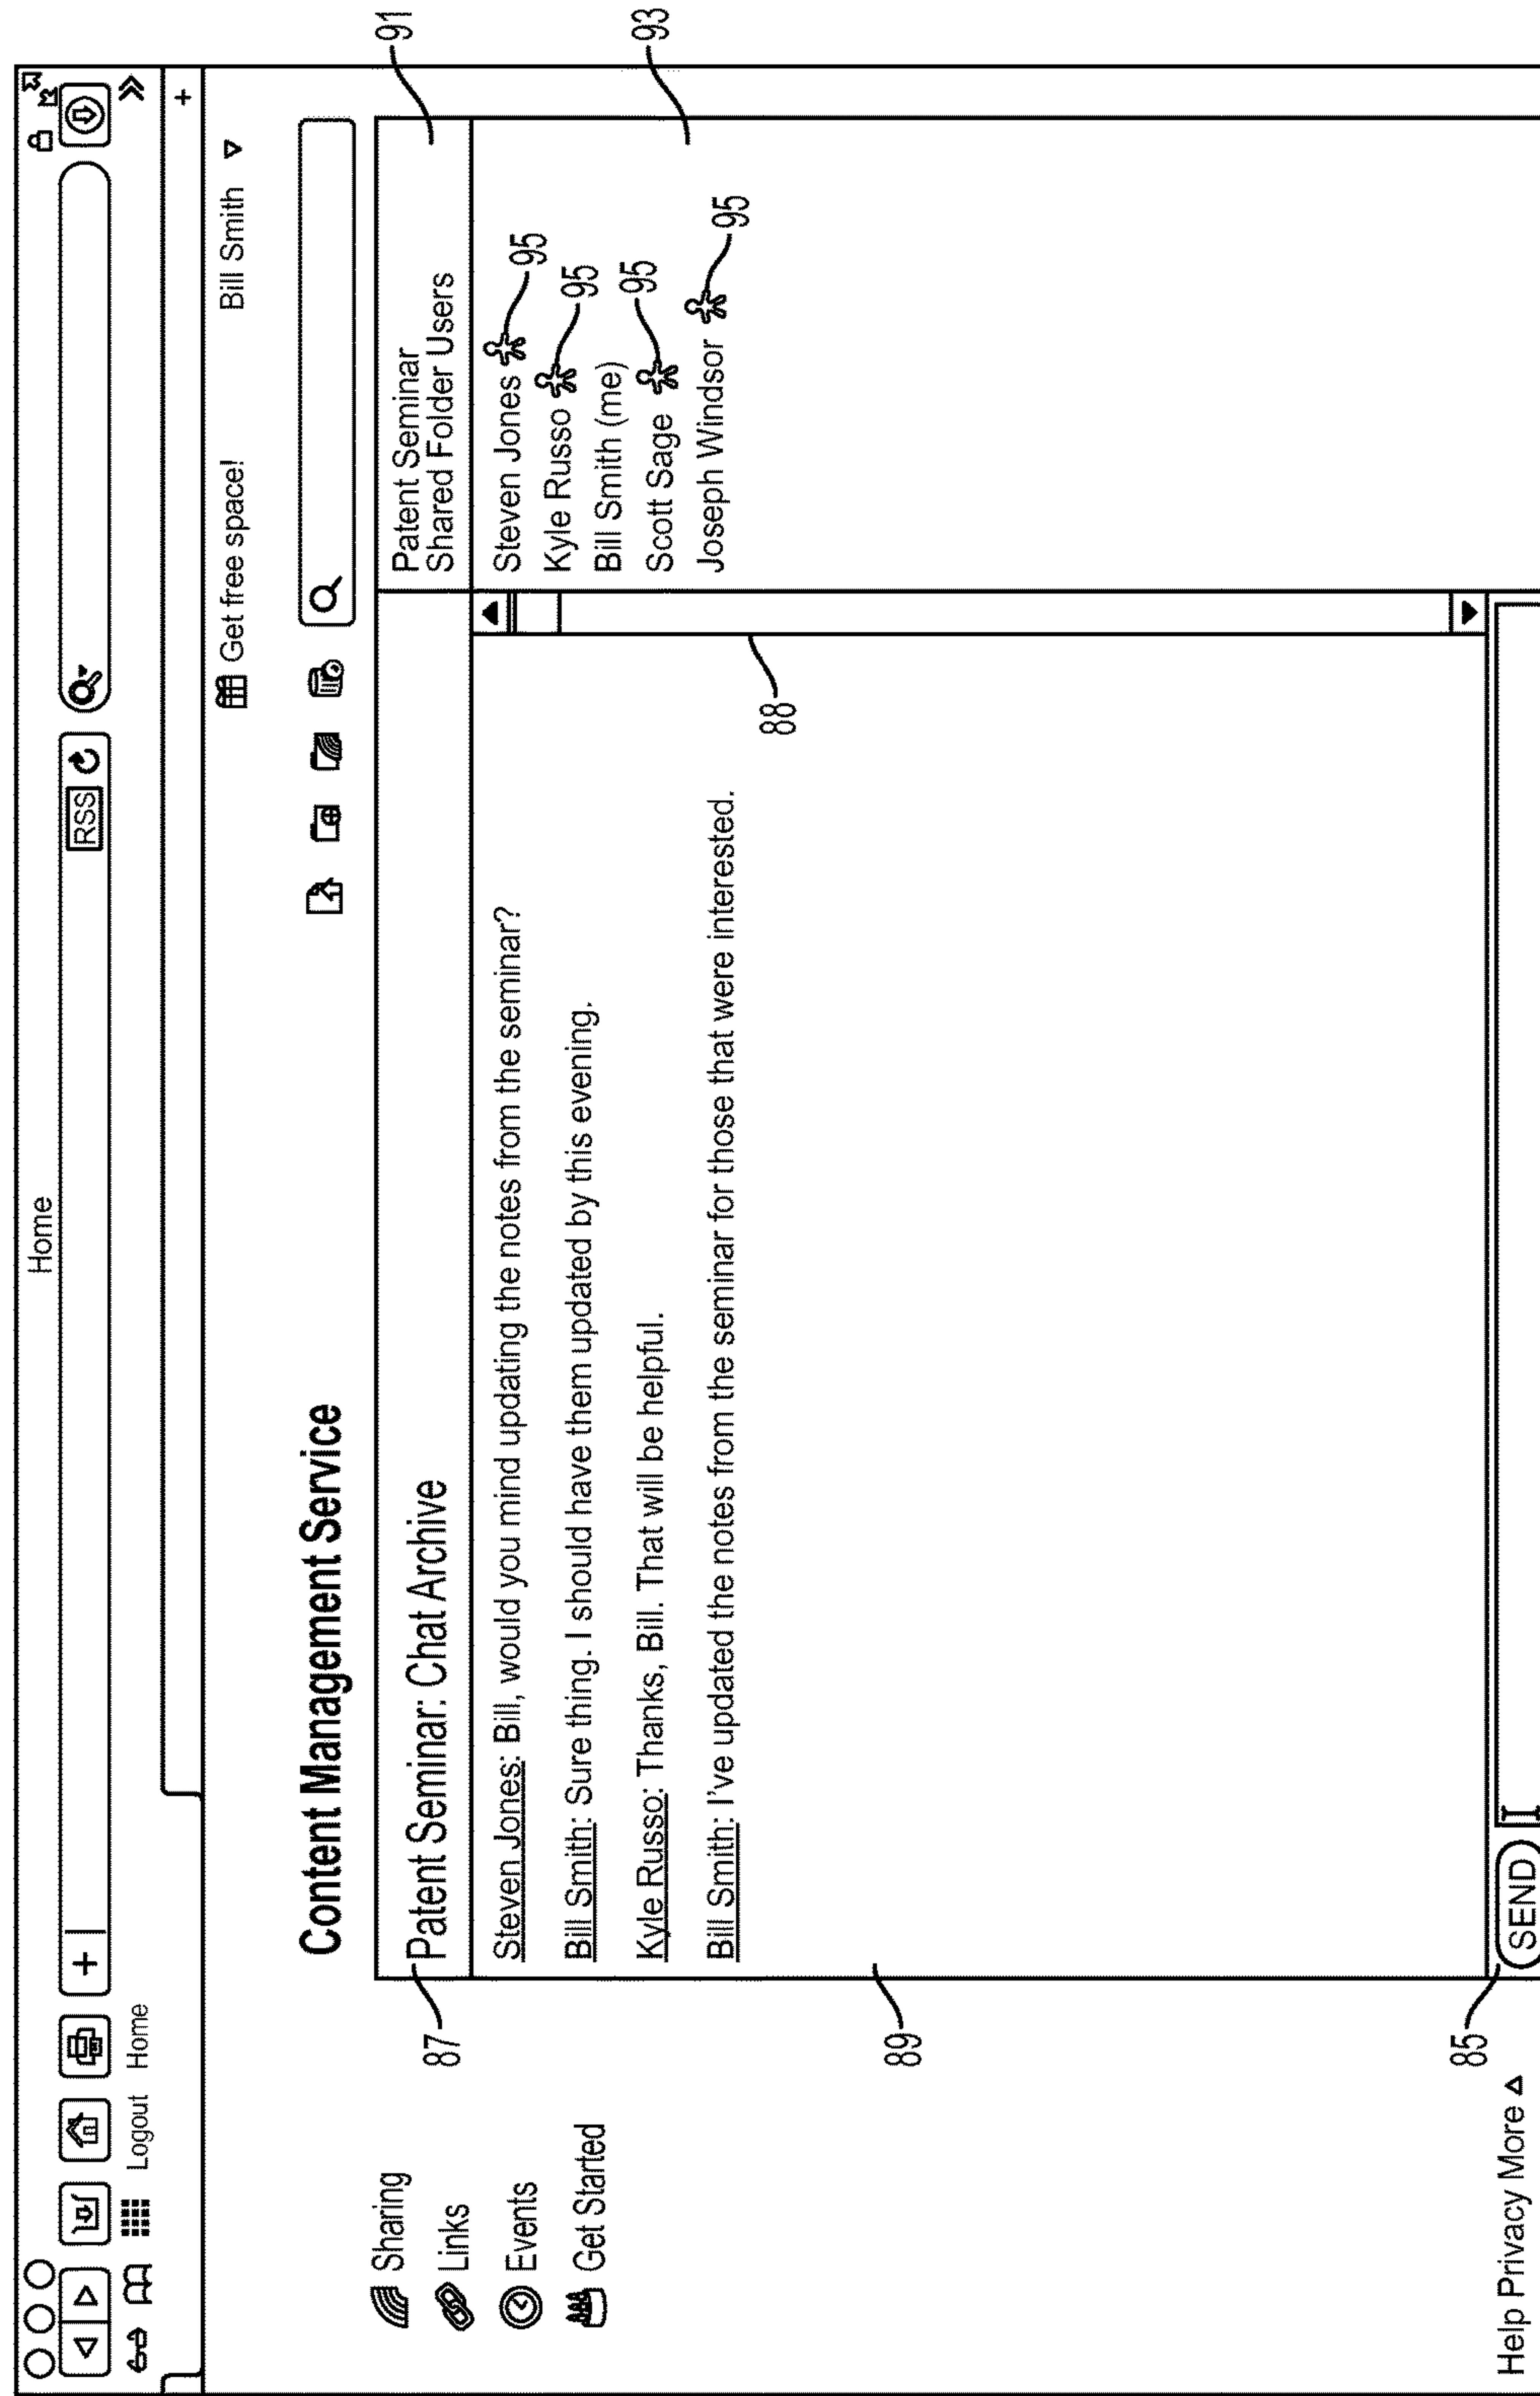 Home
RSS
Logout Home
+
Get free space!
Bill Smith
Content Management Service
Sharing
Links
Events
Get Started
87
Patent Seminar: Chat Archive
Patent Seminar
Shared Folder Users
91
Steven Jones: Bill, would you mind updating the notes from the seminar?
Bill Smith: Sure thing. I should have them updated by this evening.
Kyle Russo: Thanks, Bill. That will be helpful.
Bill Smith: I've updated the notes from the seminar for those that were interested.
88
89
Steven Jones 95
Kyle Russo 95
Bill Smith (me)
Scott Sage 95
Joseph Windsor 95
93
85
SEND
Help Privacy More